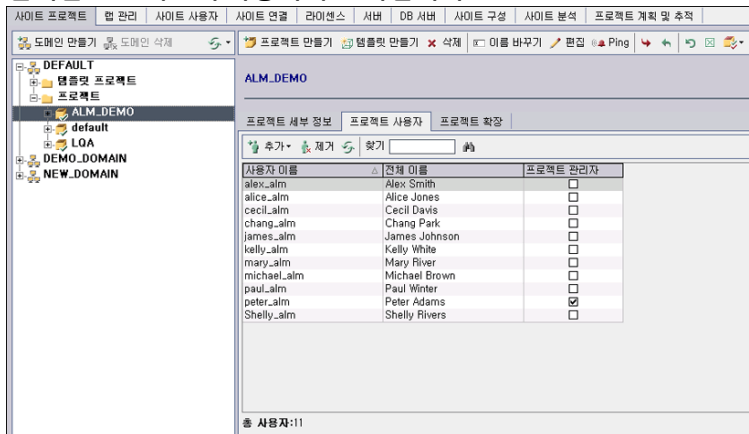 사이트 프로젝트 랩 관리 사이트 사용자 사이트 연결 라이센스 서버 DB 서버 사이트 구성 사이트 분석 프로젝트 계획 및 추적
도메인 만들기 도메인 삭제
프로젝트 만들기 템플릿 만들기 삭제 이름 바꾸기 편집 Ping
DEFAULT
템플릿 프로젝트
프로젝트
ALM_DEMO
default
LQA
DEMO_DOMAIN
NEW_DOMAIN
ALM_DEMO
프로젝트 세부 정보 프로젝트 사용자 프로젝트 확장
추가 제거 찾기
사용자 이름 전체 이름 프로젝트 관리자
alex_alm Alex Smith
alice_alm Alice Jones
cecil_alm Cecil Davis
chang_alm Chang Park
james_alm James Johnson
kelly_alm Kelly White
mary_alm Mary River
michael_alm Michael Brown
paul_alm Paul Winter
peter_alm Peter Adams
Shelly_alm Shelly Rivers
총 사용자:11